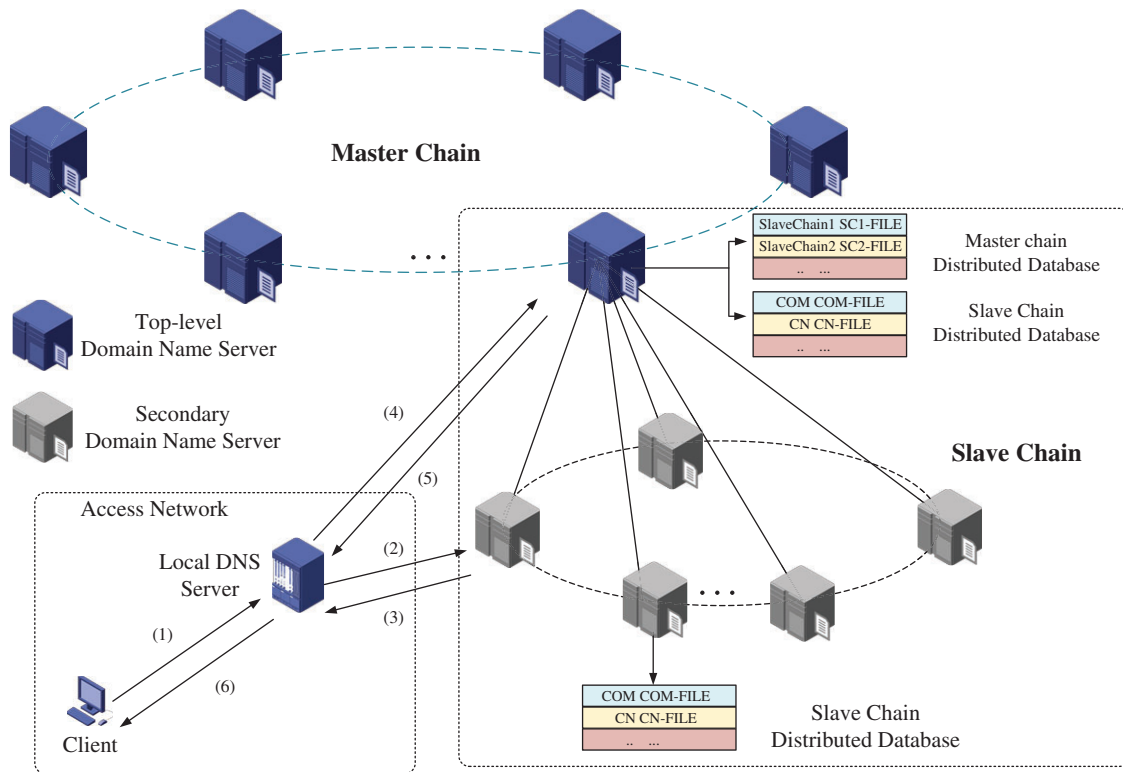 Master Chain
. . .
SlaveChain1 SC1-FILE
SlaveChain2 SC2-FILE
.. ...
Master chain
Distributed Database
COM COM-FILE
CN CN-FILE
.. ...
Slave Chain
Distributed Database
Top-level
Domain Name Server
Secondary
Domain Name Server
(4)
(5)
Slave Chain
Access Network
Local DNS
Server
(2)
(3)
(1)
(6)
Client
. . .
COM COM-FILE
CN CN-FILE
.. ...
Slave Chain
Distributed Database